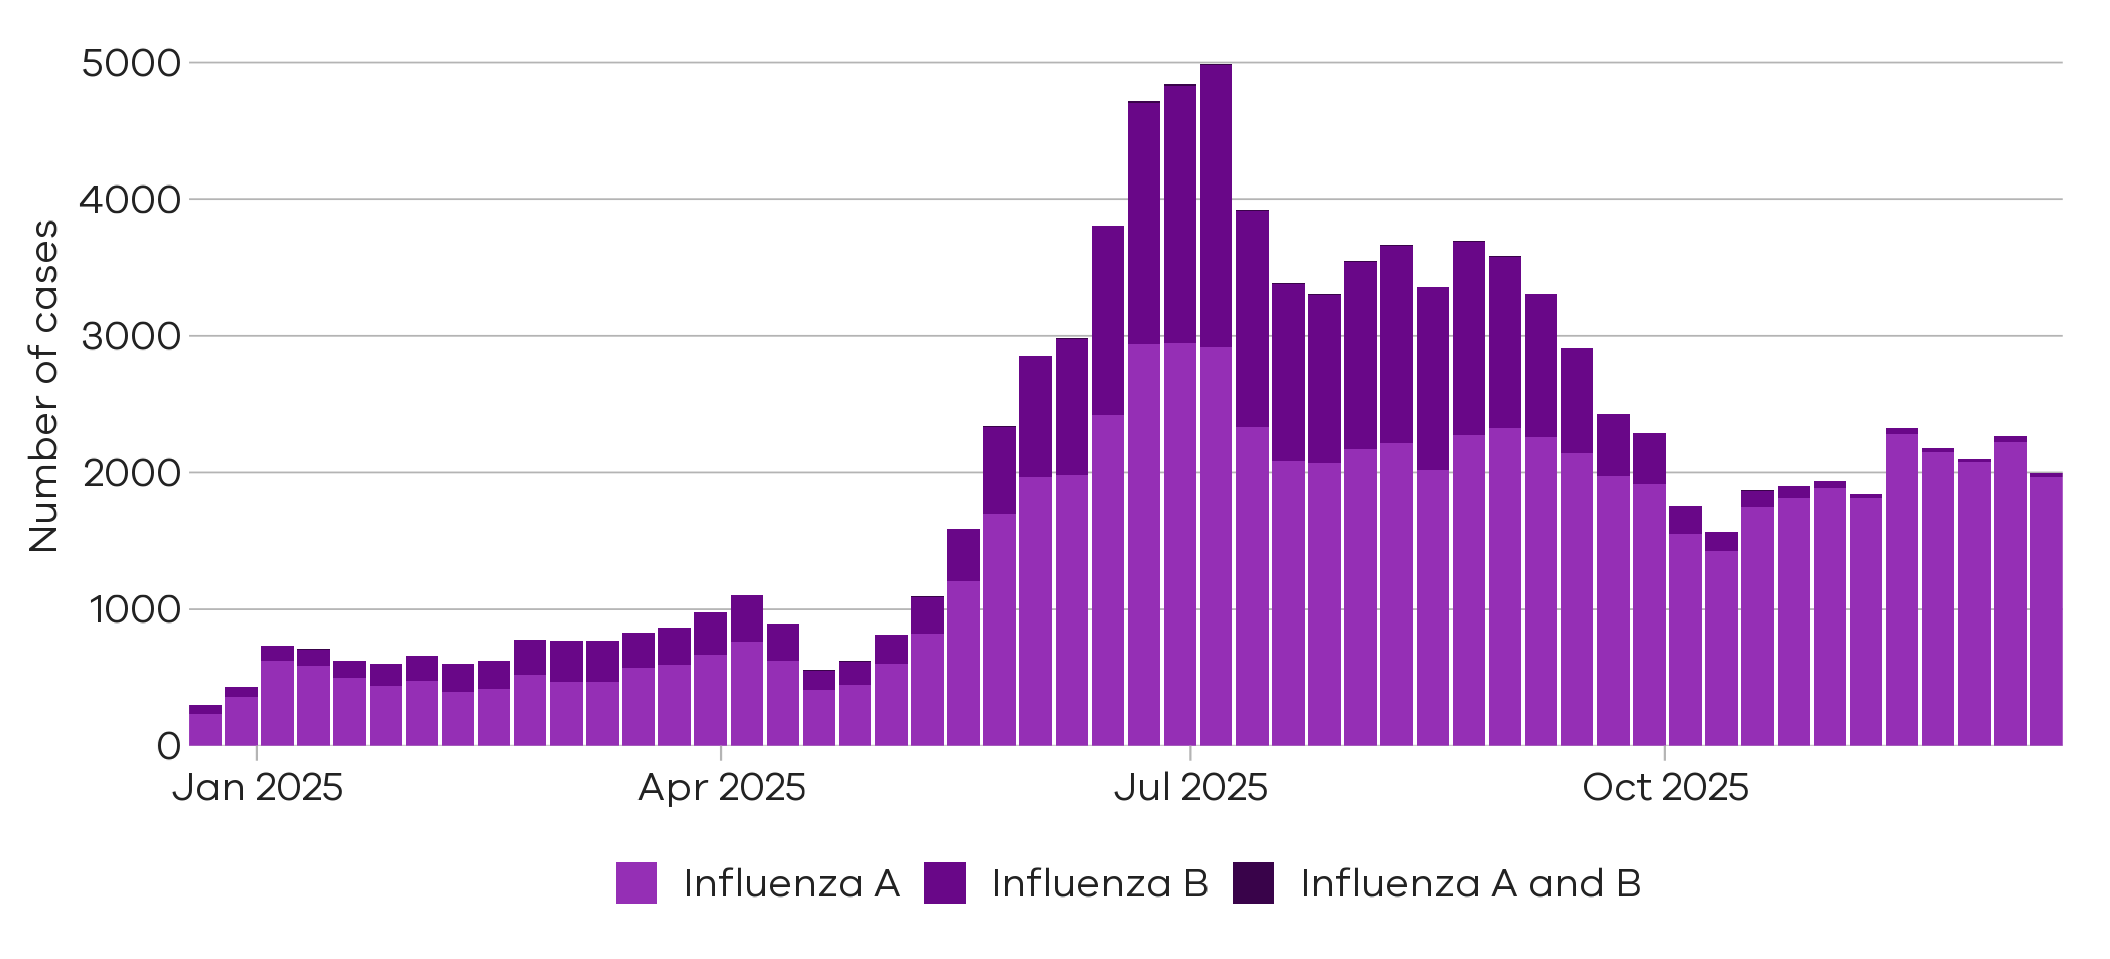 Number of cases
5000
4000
3000
2000
1000
0
Jan 2025 Apr 2025 Jul 2025 Oct 2025
Influenza A Influenza B Influenza A and B